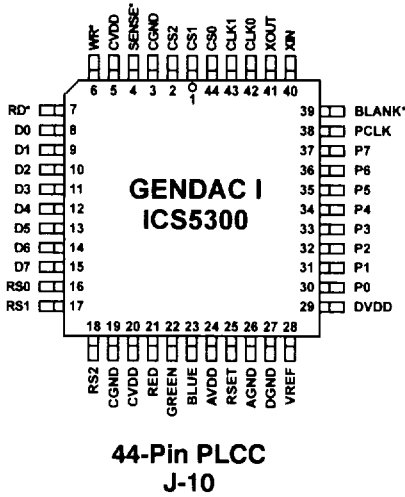 WR* CVDD SENSE* CGND CS2 CS1 CS0 CLK1 CLK0 XOUT XIN
6 5 4 3 2 1 44 43 42 41 40
RD* 7
D0 8
D1 9
D2 10
D3 11
D4 12
D5 13
D6 14
D7 15
RS0 16
RS1 17
GENDAC I
ICS5300
39 BLANK*
38 PCLK
37 P7
36 P6
35 P5
34 P4
33 P3
32 P2
31 P1
30 P0
29 DVDD
18 19 20 21 22 23 24 25 26 27 28
RS2 CGND CVDD RED GREEN BLUE AVDD RSET AGND DGND VREF
44-Pin PLCC
J-10